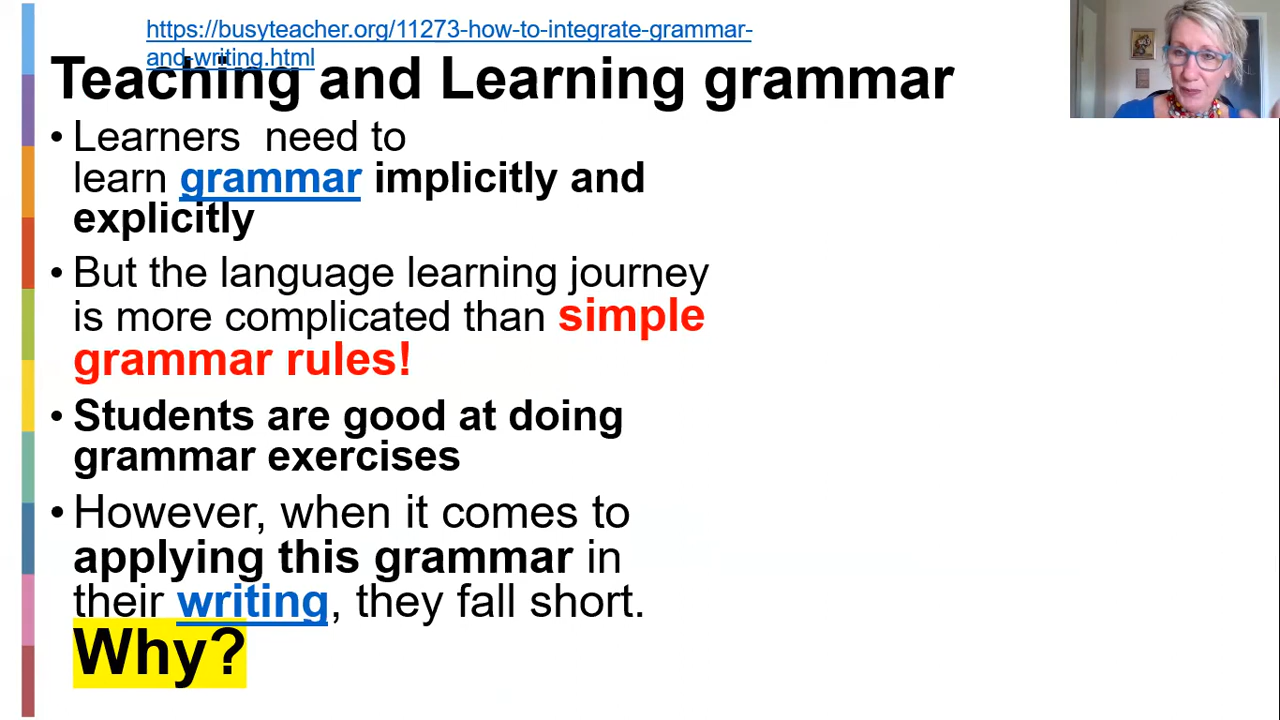 https://busyteacher.org/11273-how-to-integrate-grammar-
and-writing.html
Teaching and Learning grammar
• Learners  need to
learn grammar implicitly and
explicitly
• But the language learning journey
is more complicated than simple
grammar rules!
• Students are good at doing
grammar exercises
• However, when it comes to
applying this grammar in
their writing, they fall short.
Why?